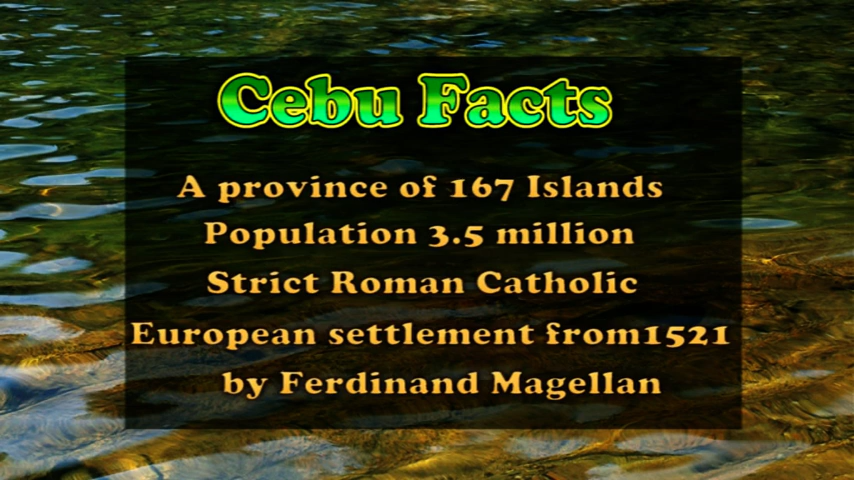 Cebu Facts
A province of 167 Islands
Population 3.5 million
Strict Roman Catholic
European settlement from1521
by Ferdinand Magellan